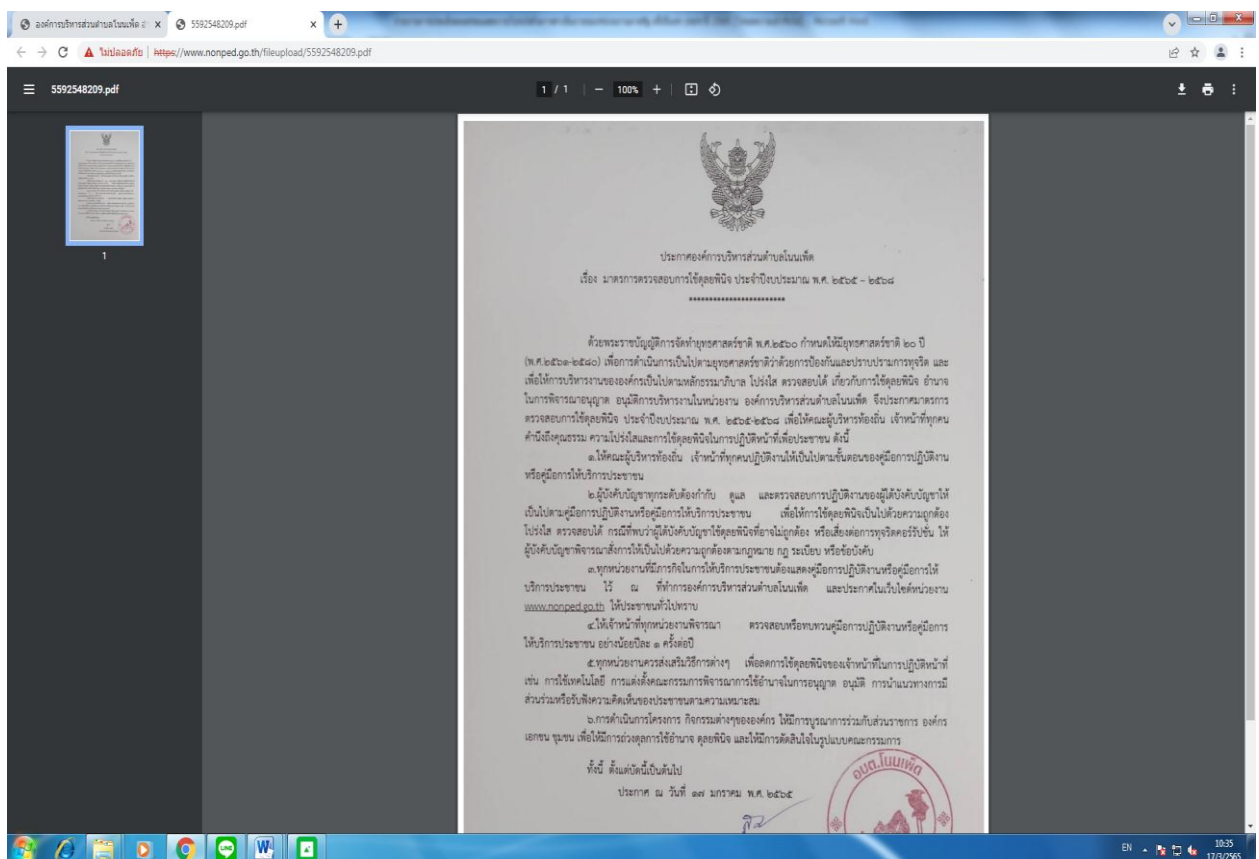 องค์การบริหารส่วนตำบลโนนเพ็ด อ
5592548209.pdf
ไม่ปลอดภัย | https://www.nonped.go.th/fileupload/5592548209.pdf
5592548209.pdf
1 / 1
100%
1
ประกาศองค์การบริหารส่วนตำบลโนนเพ็ด
เรื่อง มาตรการตรวจสอบการใช้ดุลยพินิจ ประจำปีงบประมาณ พ.ศ. ๒๕๖๕ – ๒๕๖๘
************************
ด้วยพระราชบัญญัติการจัดทำยุทธศาสตร์ชาติ พ.ศ.๒๕๖๐ กำหนดให้มียุทธศาสตร์ชาติ ๒๐ ปี
(พ.ศ.๒๕๖๑-๒๕๘๐) เพื่อการดำเนินการเป็นไปตามยุทธศาสตร์ชาติว่าด้วยการป้องกันและปราบปรามการทุจริต และ
เพื่อให้การบริหารงานขององค์กรเป็นไปตามหลักธรรมาภิบาล โปร่งใส ตรวจสอบได้ เกี่ยวกับการใช้ดุลยพินิจ อำนาจ
ในการพิจารณาอนุญาต อนุมัติการบริหารงานในหน่วยงาน องค์การบริหารส่วนตำบลโนนเพ็ด จึงประกาศมาตรการ
ตรวจสอบการใช้ดุลยพินิจ ประจำปีงบประมาณ พ.ศ. ๒๕๖๕-๒๕๖๘ เพื่อให้คณะผู้บริหารท้องถิ่น เจ้าหน้าที่ทุกคน
คำนึงถึงคุณธรรม ความโปร่งใสและการใช้ดุลยพินิจในการปฏิบัติหน้าที่เพื่อประชาชน ดังนี้
๑.ให้คณะผู้บริหารท้องถิ่น เจ้าหน้าที่ทุกคนปฏิบัติงานให้เป็นไปตามขั้นตอนของคู่มือการปฏิบัติงาน
หรือคู่มือการให้บริการประชาชน
๒.ผู้บังคับบัญชาทุกระดับต้องกำกับ ดูแล และตรวจสอบการปฏิบัติงานของผู้ใต้บังคับบัญชาให้
เป็นไปตามคู่มือการปฏิบัติงานหรือคู่มือการให้บริการประชาชน เพื่อให้การใช้ดุลยพินิจเป็นไปด้วยความถูกต้อง
โปร่งใส ตรวจสอบได้ กรณีที่พบว่าผู้ใต้บังคับบัญชาใช้ดุลยพินิจที่อาจไม่ถูกต้อง หรือเสี่ยงต่อการทุจริตคอร์รัปชั่น ให้
ผู้บังคับบัญชาพิจารณาสั่งการให้เป็นไปด้วยความถูกต้องตามกฎหมาย กฎ ระเบียบ หรือข้อบังคับ
๓.ทุกหน่วยงานที่มีภารกิจในการให้บริการประชาชนต้องแสดงคู่มือการปฏิบัติงานหรือคู่มือการให้
บริการประชาชน ไว้ ณ ที่ทำการองค์การบริหารส่วนตำบลโนนเพ็ด และประกาศในเว็บไซต์หน่วยงาน
www.nonped.go.th ให้ประชาชนทั่วไปทราบ
๔.ให้เจ้าหน้าที่ทุกหน่วยงานพิจารณา ตรวจสอบหรือทบทวนคู่มือการปฏิบัติงานหรือคู่มือการ
ให้บริการประชาชน อย่างน้อยปีละ ๑ ครั้งต่อปี
๕.ทุกหน่วยงานควรส่งเสริมวิธีการต่างๆ เพื่อลดการใช้ดุลยพินิจของเจ้าหน้าที่ในการปฏิบัติหน้าที่
เช่น การใช้เทคโนโลยี การแต่งตั้งคณะกรรมการพิจารณาการใช้อำนาจในการอนุญาต อนุมัติ การนำแนวทางการมี
ส่วนร่วมหรือรับฟังความคิดเห็นของประชาชนตามความเหมาะสม
๖.การดำเนินการโครงการ กิจกรรมต่างๆขององค์กร ให้มีการบูรณาการร่วมกับส่วนราชการ องค์กร
เอกชน ชุมชน เพื่อให้มีการถ่วงดุลการใช้อำนาจ ดุลยพินิจ และให้มีการตัดสินใจในรูปแบบคณะกรรมการ
ทั้งนี้ ตั้งแต่บัดนี้เป็นต้นไป
ประกาศ ณ วันที่ ๑๗ มกราคม พ.ศ. ๒๕๖๕
อบต.โนนเพ็ด
EN
10:35
17/3/2565